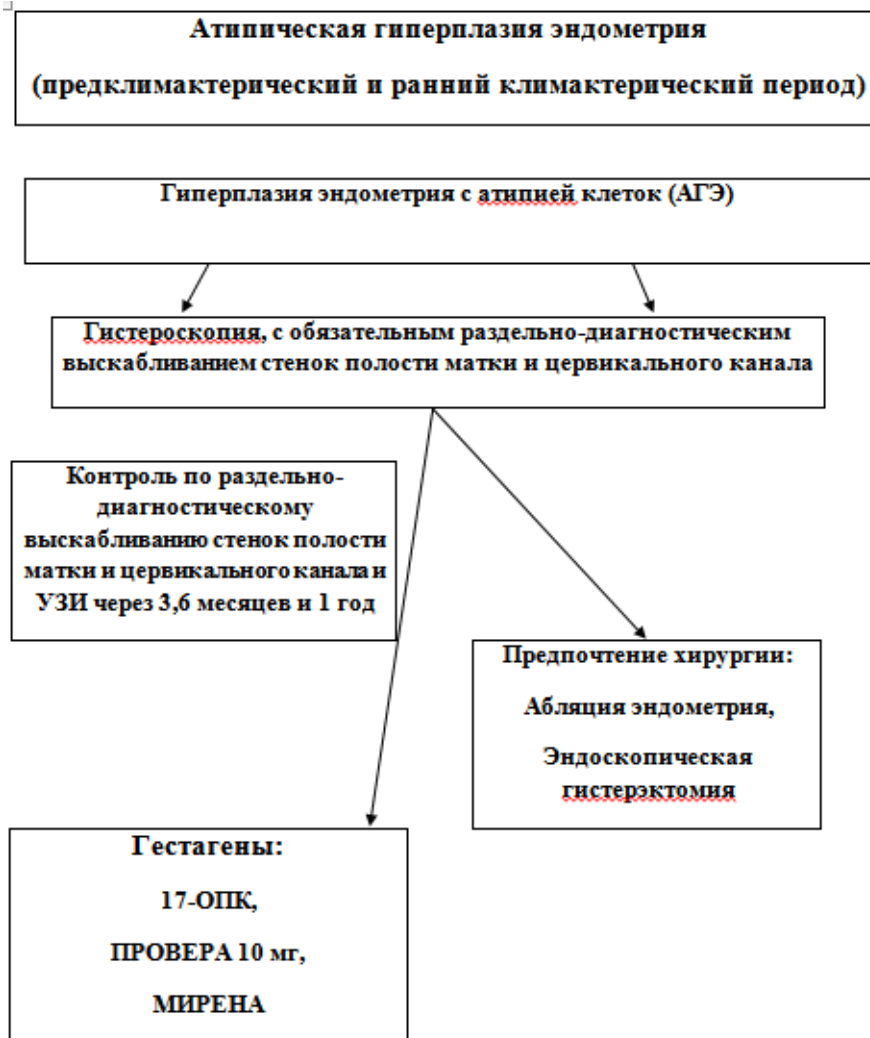 Атипическая гиперплазия эндометрия
(предклимактерический и ранний климактерический период)
Гиперплазия эндометрия с атипией клеток (АГЭ)
Гистероскопия, с обязательным раздельно-диагностическим
выскабливанием стенок полости матки и цервикального канала
Контроль по раздельно-
диагностическому
выскабливанию стенок полости
матки и цервикального канала и
УЗИ через 3,6 месяцев и 1 год
Предпочтение хирургии:
Абляция эндометрия,
Эндоскопическая
гистерэктомия
Гестагены:
17-ОПК,
ПРОВЕРА 10 мг,
МИРЕНА